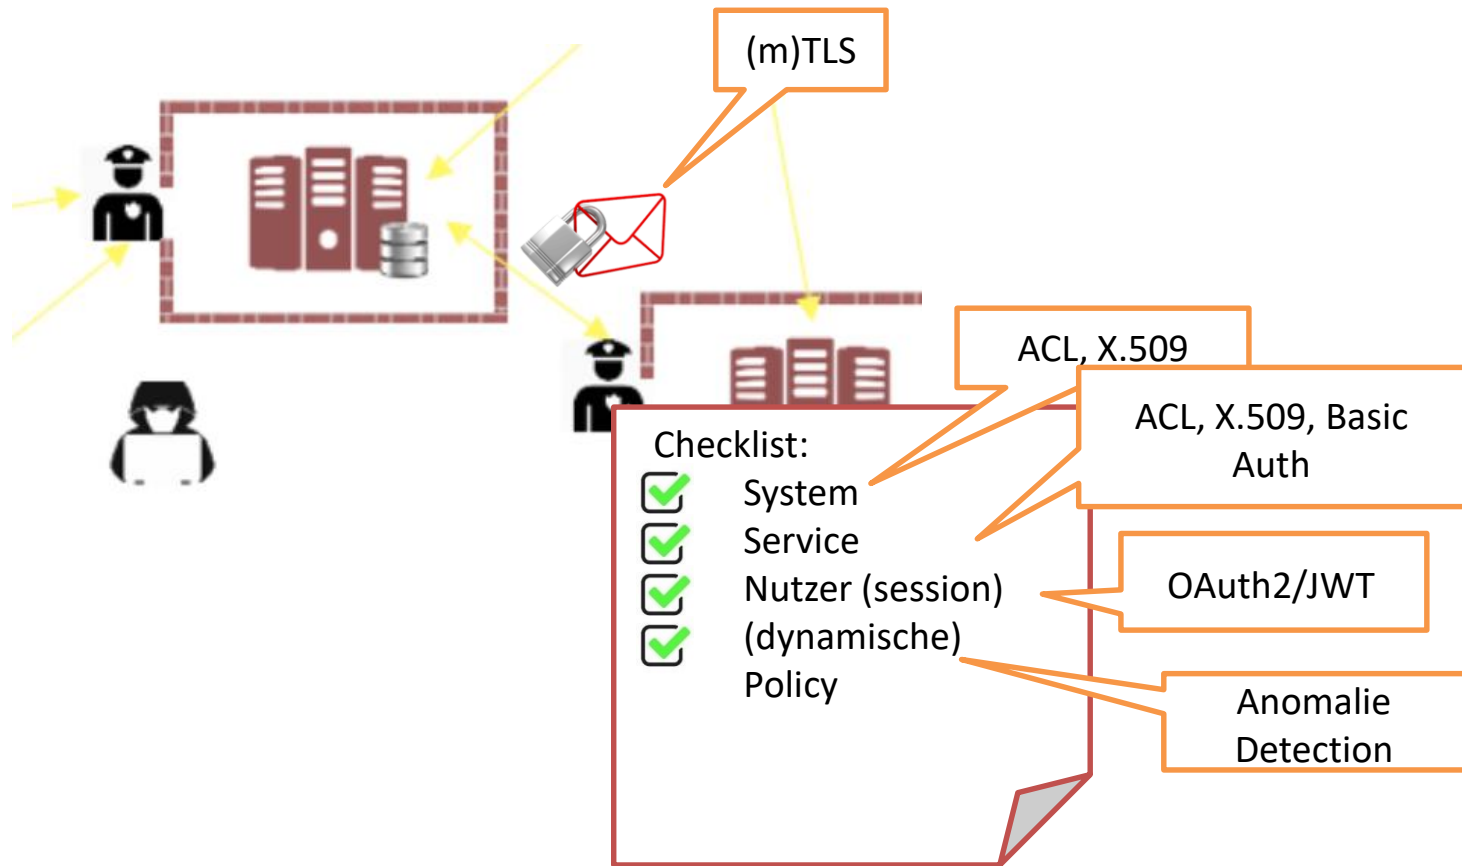 (m)TLS
ACL, X.509
ACL, X.509, Basic
Auth
Checklist:
System
Service
Nutzer (session)
(dynamische)
Policy
OAuth2/JWT
Anomalie
Detection